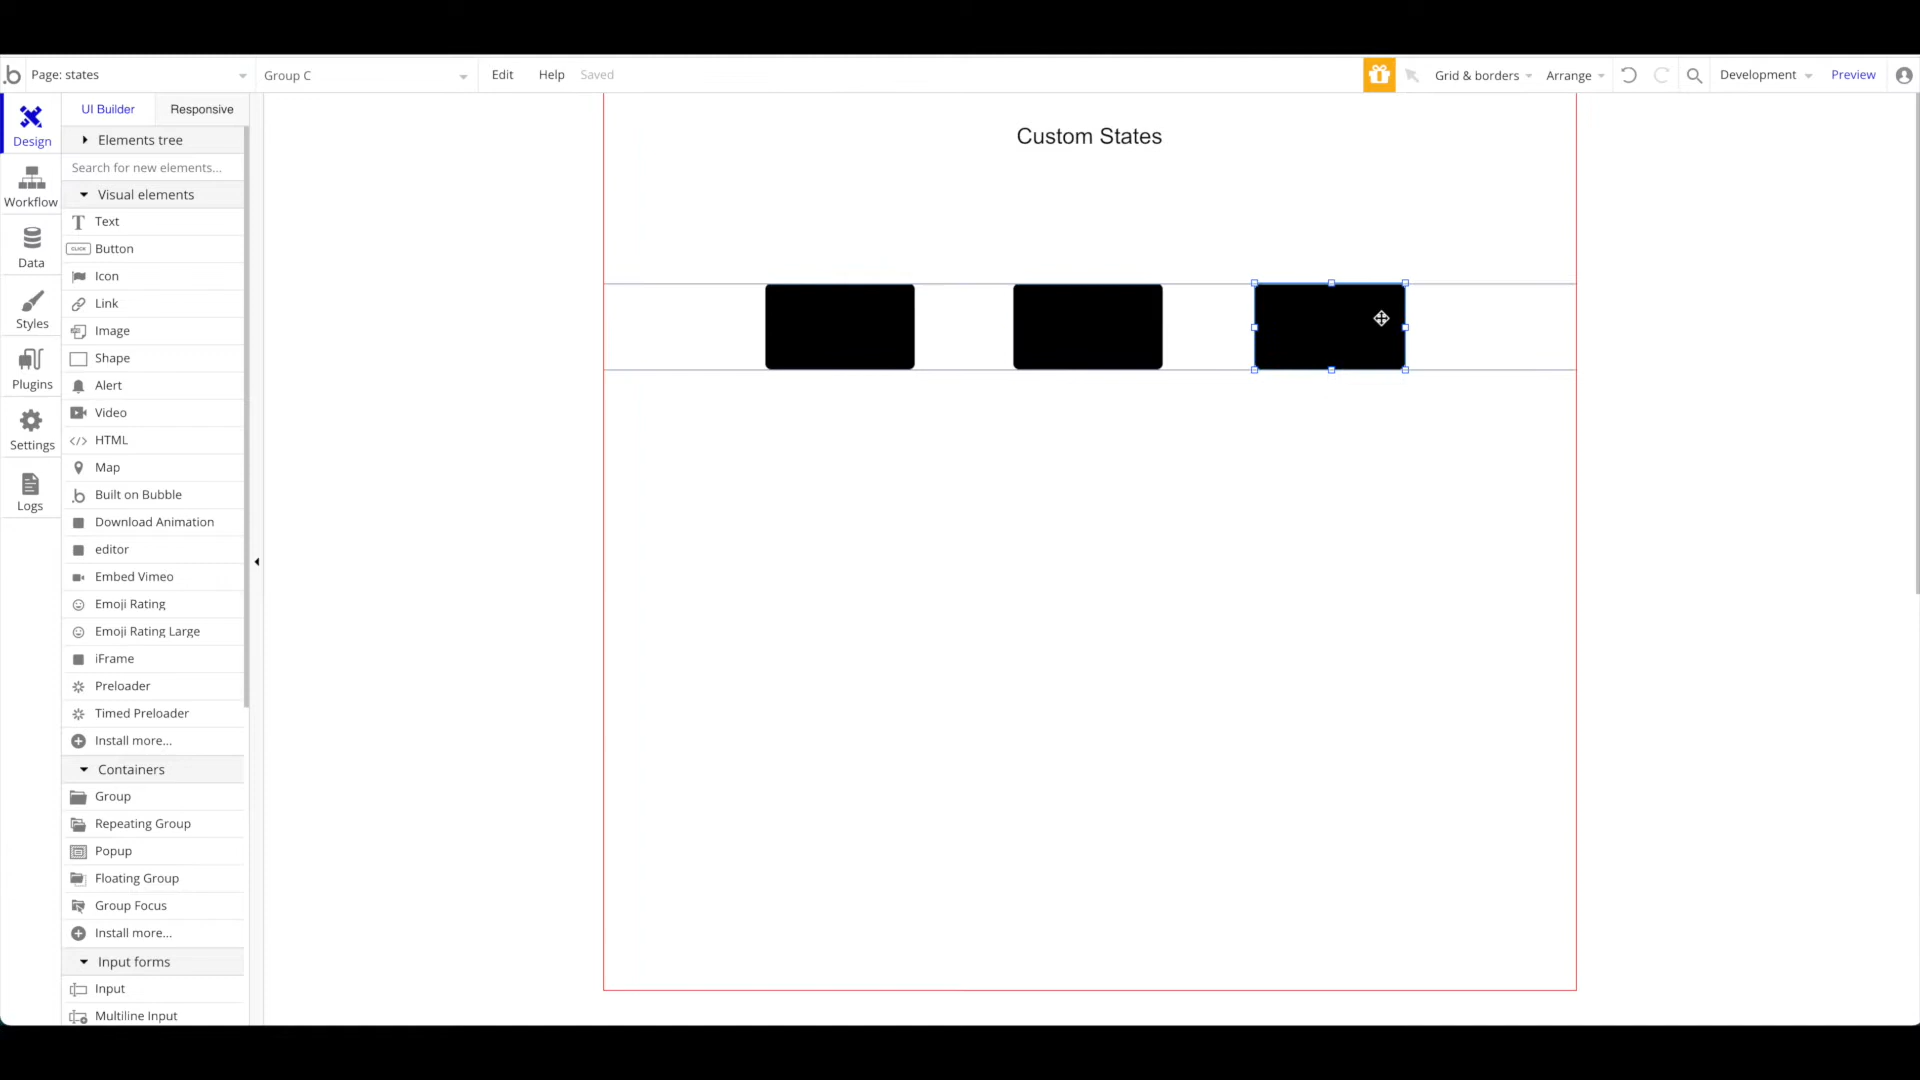 .b Page: states
Group C
Edit
Help
Saved
Grid & borders
Arrange
Development
Preview
Design
Workflow
Data
Styles
Plugins
Settings
Logs
UI Builder
Responsive
Elements tree
Search for new elements...
Visual elements
Text
CLICK Button
Icon
Link
Image
Shape
Alert
Video
</> HTML
Map
.b Built on Bubble
Download Animation
editor
Embed Vimeo
Emoji Rating
Emoji Rating Large
iFrame
Preloader
Timed Preloader
Install more...
Containers
Group
Repeating Group
Popup
Floating Group
Group Focus
Install more...
Input forms
Input
Multiline Input
Custom States